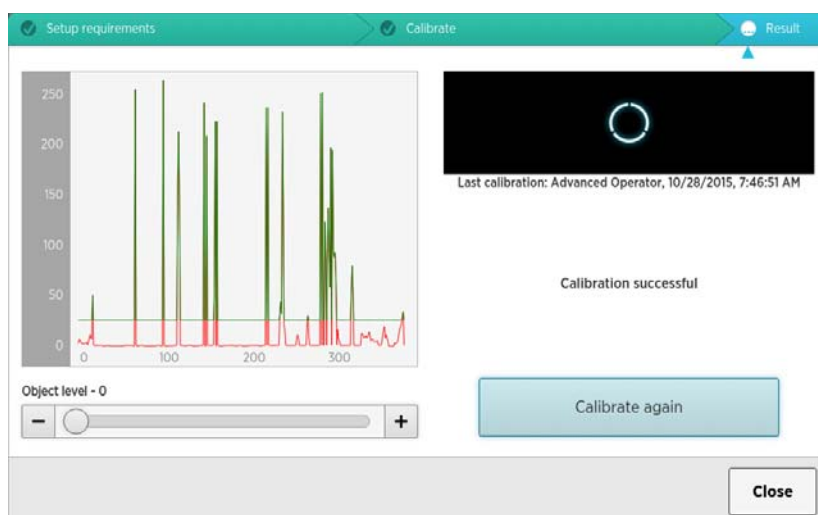 Setup requirements
Calibrate
Result
250
200
150
100
50
0
0 100 200 300
Last calibration: Advanced Operator, 10/28/2015, 7:46:51 AM
Calibration successful
Object level - 0
− +
Calibrate again
Close